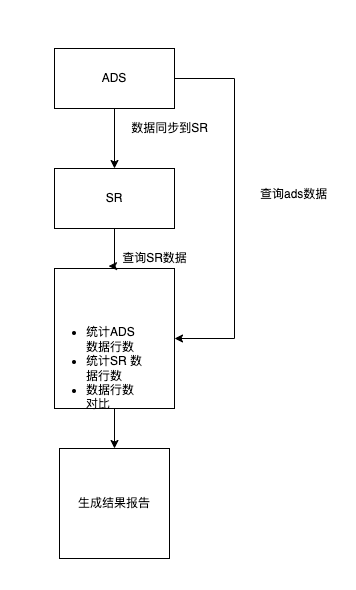 ADS
数据同步到SR
查询ads数据
SR
查询SR数据
统计ADS
数据行数
统计SR 数
据行数
数据行数
对比
生成结果报告